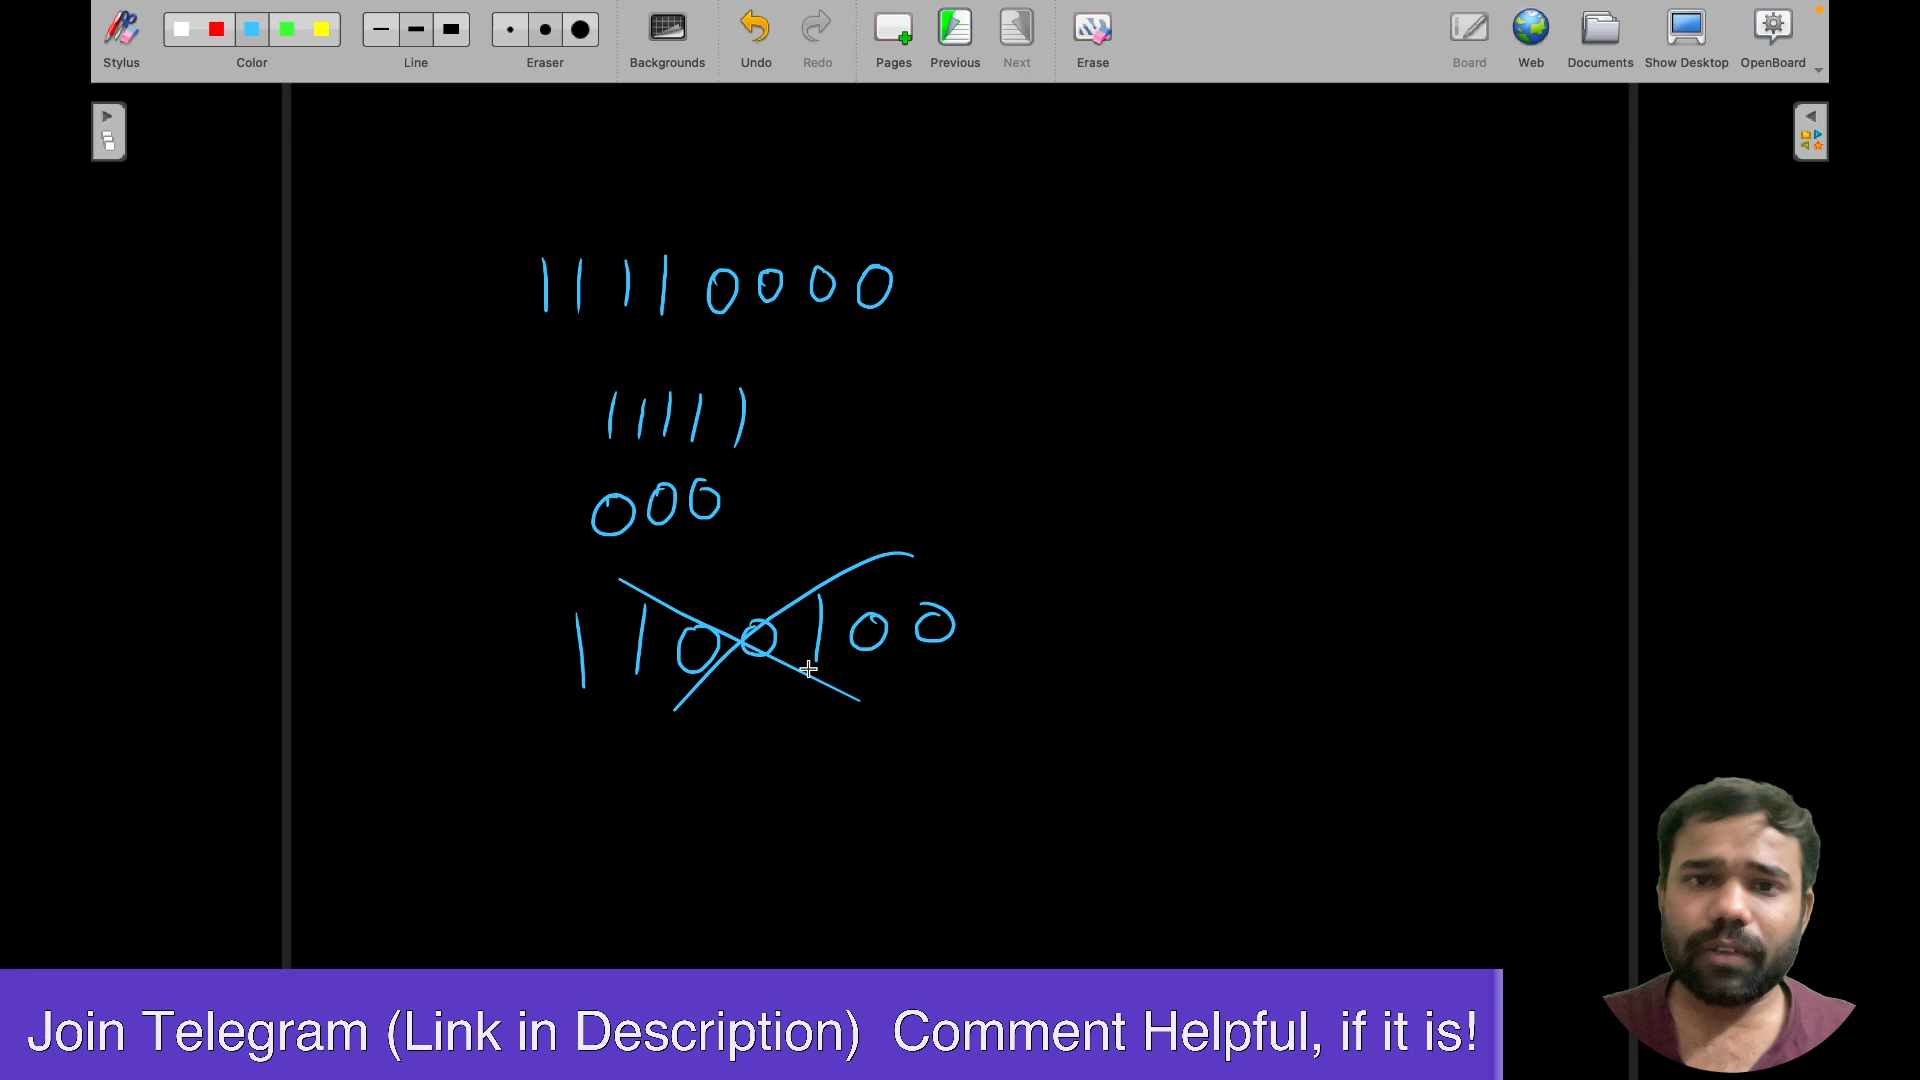 Stylus Color Line Eraser Backgrounds Undo Redo Pages Previous Next Erase Board Web Documents Show Desktop OpenBoard
11110000
11111
000
1100100
Join Telegram (Link in Description) Comment Helpful, if it is!